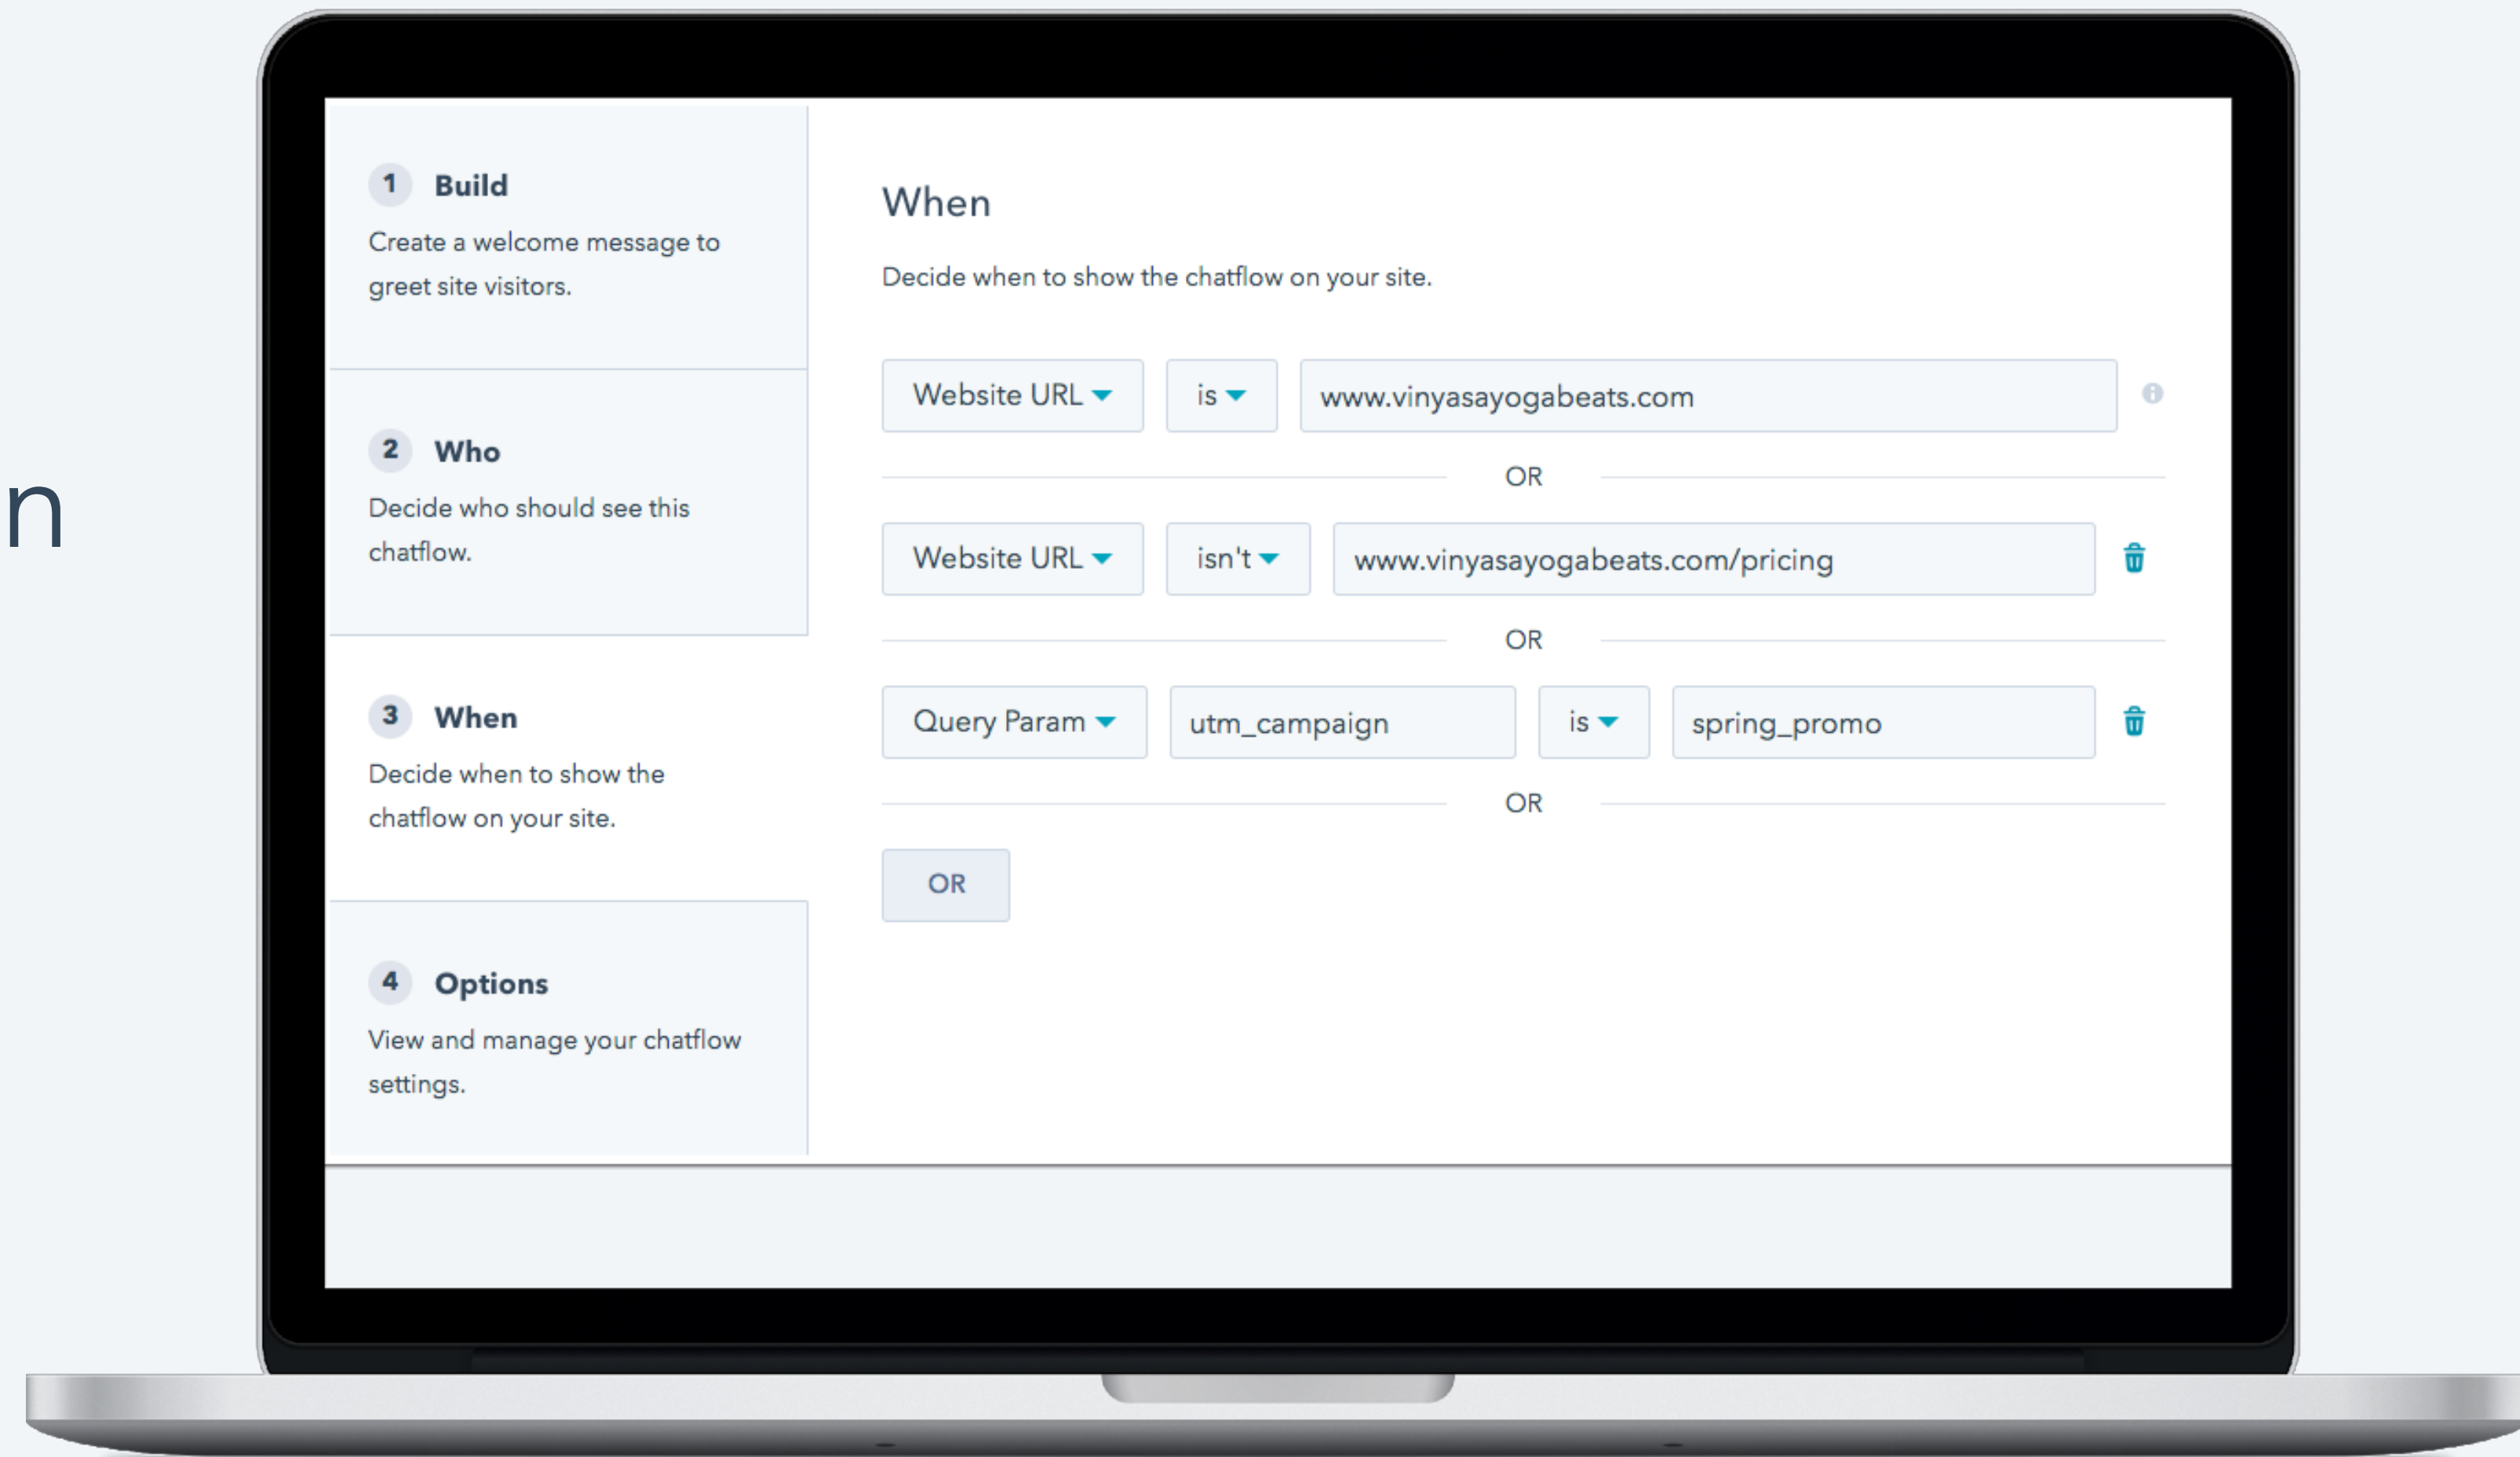 n
1 Build
Create a welcome message to
greet site visitors.
2 Who
Decide who should see this
chatflow.
3 When
Decide when to show the
chatflow on your site.
4 Options
View and manage your chatflow
settings.
When
Decide when to show the chatflow on your site.
Website URL is www.vinyasayogabeats.com
OR
Website URL isn't www.vinyasayogabeats.com/pricing
OR
Query Param utm_campaign is spring_promo
OR
OR